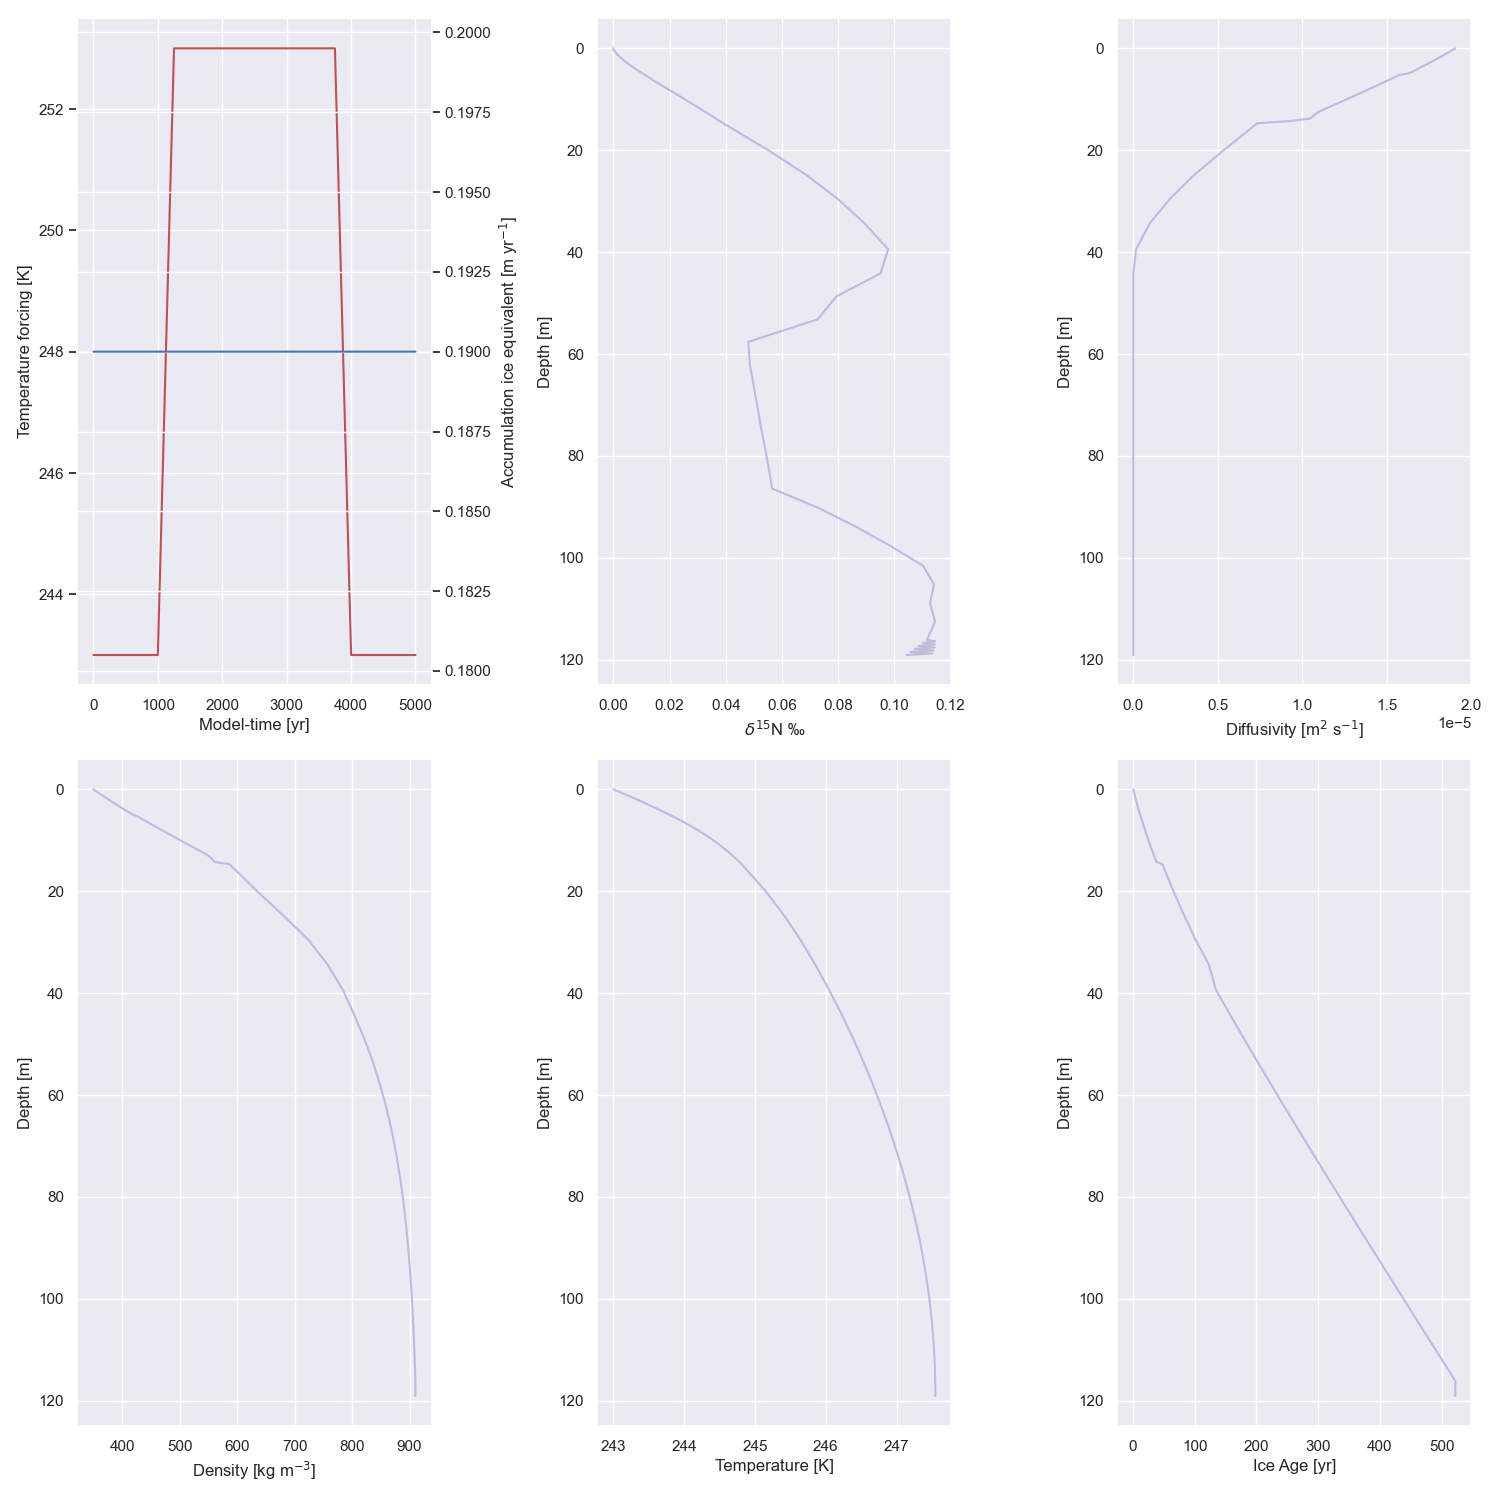 252
250
248
246
244
Temperature forcing [K]
0 1000 2000 3000 4000 5000
Model-time [yr]
0.2000
0.1975
0.1950
0.1925
0.1900
0.1875
0.1850
0.1825
0.1800
Accumulation ice equivalent [m yr⁻¹]
0
20
40
60
80
100
120
Depth [m]
0.00 0.02 0.04 0.06 0.08 0.10 0.12
δ¹⁵N ‰
0
20
40
60
80
100
120
Depth [m]
0.0 0.5 1.0 1.5 2.0
1e−5
Diffusivity [m² s⁻¹]
0
20
40
60
80
100
120
Depth [m]
400 500 600 700 800 900
Density [kg m⁻³]
0
20
40
60
80
100
120
Depth [m]
243 244 245 246 247
Temperature [K]
0
20
40
60
80
100
120
Depth [m]
0 100 200 300 400 500
Ice Age [yr]